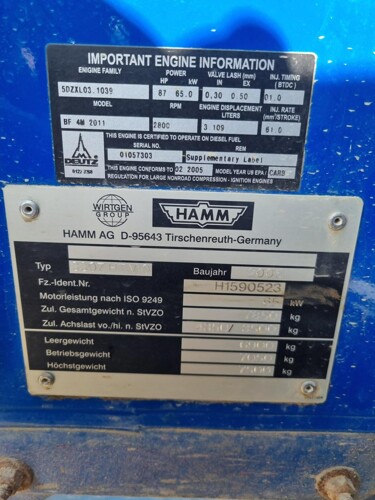 IMPORTANT ENGINE INFORMATION
ENIGINE FAMILY POWER VALVE LASH (mm) INJ. TIMING
HP KW IN EX (BTDC)
5DZXL03.1039 87 65.0 0,30 0.50 01.0
MODEL RPM ENGINE DISPLACEMENT LITERS INJ. RATE (mm³/STROKE)
BF 4M 2011 2800 3.109 61.0
THIS ENGINE IS CERTIFIED TO OPERATE ON DIESEL FUEL
SERIAL NO. REM
01057303 Supplementary Label
DEUTZ
THIS ENGINE CONFORMS TO 2005 MODEL YEAR US EPA / CARB
REGULATIONS FOR LARGE NONROAD COMPRESSION - IGNITION ENGINES
WIRTGEN
GROUP
HAMM
HAMM AG D-95643 Tirschenreuth-Germany
Typ Baujahr
Fz.-Ident.Nr. H1590523
Motorleistung nach ISO 9249 kW
Zul. Gesamtgewicht n. StVZO kg
Zul. Achslast vo./hi. n. StVZO kg
Leergewicht kg
Betriebsgewicht kg
Höchstgewicht kg